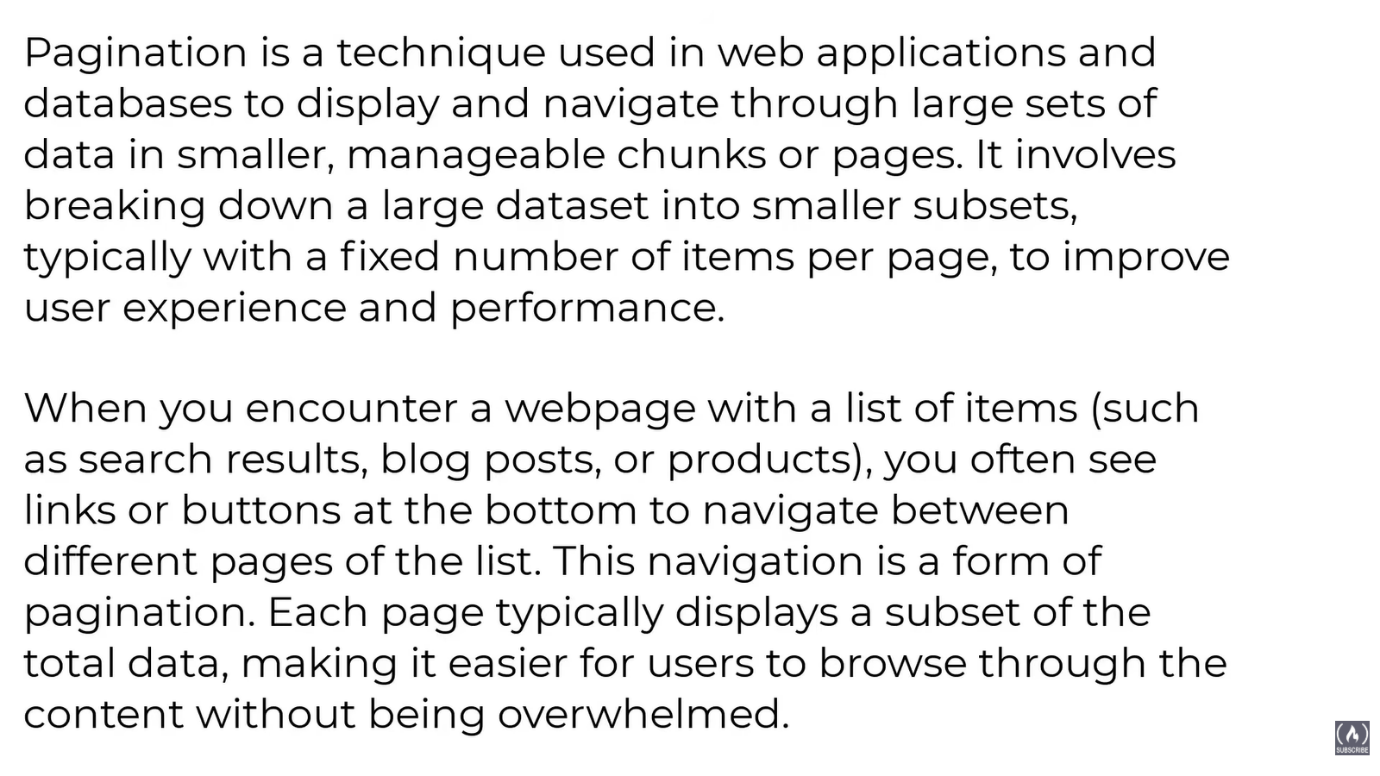 Pagination is a technique used in web applications and
databases to display and navigate through large sets of
data in smaller, manageable chunks or pages. It involves
breaking down a large dataset into smaller subsets,
typically with a fixed number of items per page, to improve
user experience and performance.
When you encounter a webpage with a list of items (such
as search results, blog posts, or products), you often see
links or buttons at the bottom to navigate between
different pages of the list. This navigation is a form of
pagination. Each page typically displays a subset of the
total data, making it easier for users to browse through the
content without being overwhelmed.
SUBSCRIBE